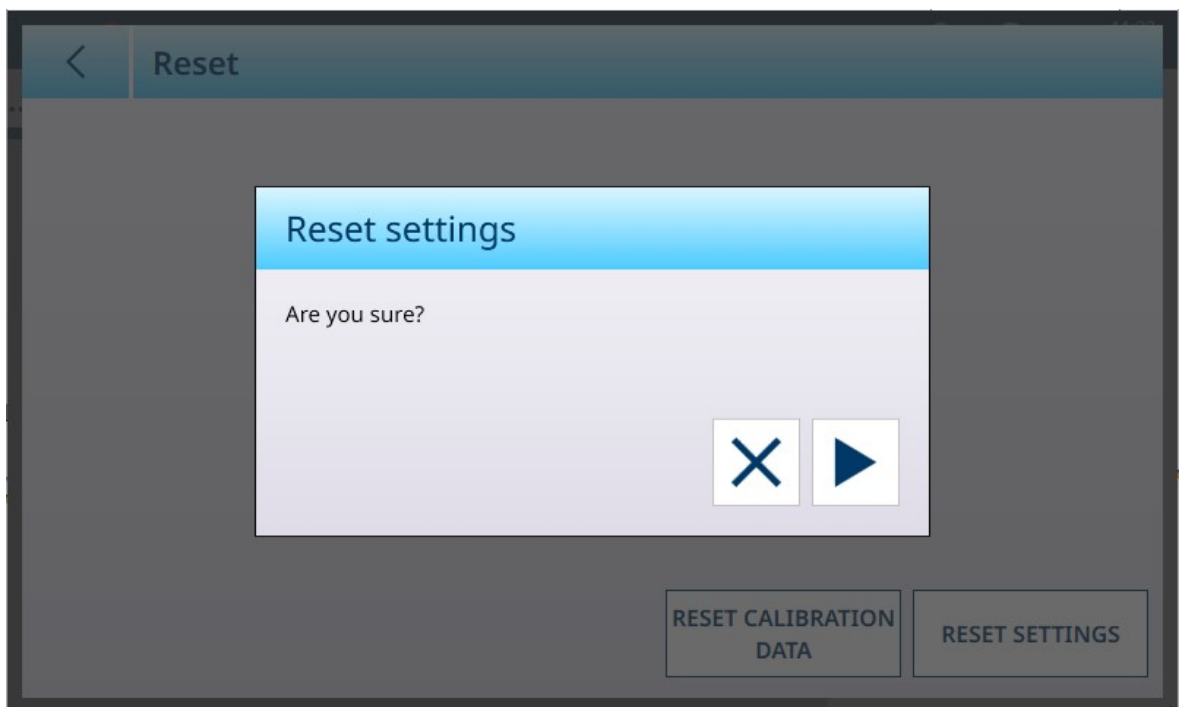 Reset
Reset settings
Are you sure?
RESET CALIBRATION
DATA
RESET SETTINGS